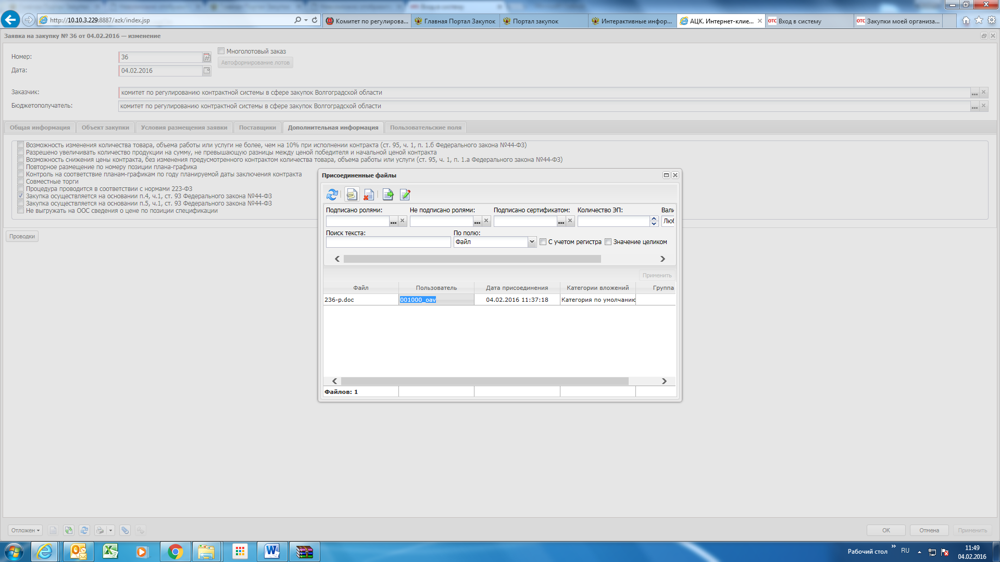 http://10.10.3.229:8887/azk/index.jsp
Комитет по регулирова...
Главная Портал Закупок
Портал закупок
Интерактивные инфор...
АЦК. Интернет-клие...
Вход в систему
Закупки моей организа...
Заявка на закупку № 36 от 04.02.2016 — изменение
Номер: 36
Многолотовый заказ
Автоформирование лотов
Дата: 04.02.2016
Заказчик: комитет по регулированию контрактной системы в сфере закупок Волгоградской области
Бюджетополучатель: комитет по регулированию контрактной системы в сфере закупок Волгоградской области
Общая информация
Объект закупки
Условия размещения заявки
Поставщики
Дополнительная информация
Пользовательские поля
Возможность изменения количества товара, объема работы или услуги не более, чем на 10% при исполнении контракта (ст. 95, ч. 1, п. 1.б Федерального закона №44-ФЗ)
Разрешено увеличивать количество продукции на сумму, не превышающую разницы между ценой победителя и начальной ценой контракта
Возможность снижения цены контракта, без изменения предусмотренного контрактом количества товара, объема работы или услуги (ст. 95, ч. 1, п. 1.а Федерального закона №44-ФЗ)
Повторное размещение по номеру позиции плана-графика
Контроль на соответствие планам-графикам по году планируемой даты заключения контракта
Совместные торги
Процедура проводится в соответствии с нормами 223-ФЗ
Закупка осуществляется на основании п.4, ч.1, ст. 93 Федерального закона №44-ФЗ
Закупка осуществляется на основании п.5, ч.1, ст. 93 Федерального закона №44-ФЗ
Не выгружать на ООС сведения о цене по позиции спецификации
Проводки
Присоединенные файлы
Подписано ролями:
Не подписано ролями:
Подписано сертификатом:
Количество ЭП:
Вали
Люб
Поиск текста:
По полю:
Файл
С учетом регистра
Значение целиком
Применить
Файл
Пользователь
Дата присоединения
Категории вложений
Группа
236-p.doc
001000_oav
04.02.2016 11:37:18
Категория по умолчанию
Файлов: 1
Отложен
OK
Отмена
Применить
Рабочий стол
RU
11:49
04.02.2016